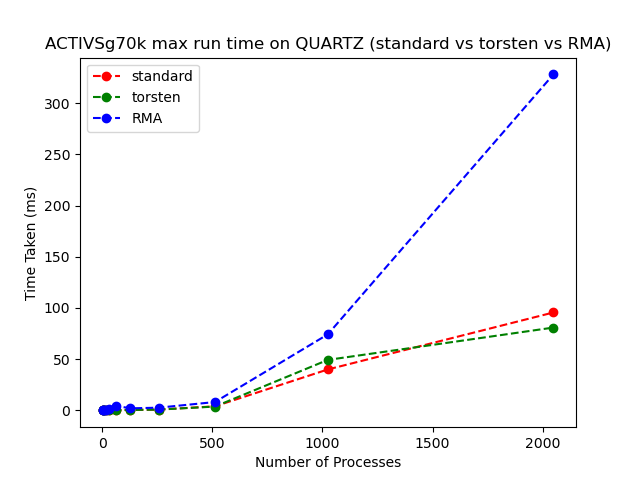 ACTIVSg70k max run time on QUARTZ (standard vs torsten vs RMA)
standard
torsten
RMA
300
250
200
150
100
50
0
Time Taken (ms)
0 500 1000 1500 2000
Number of Processes